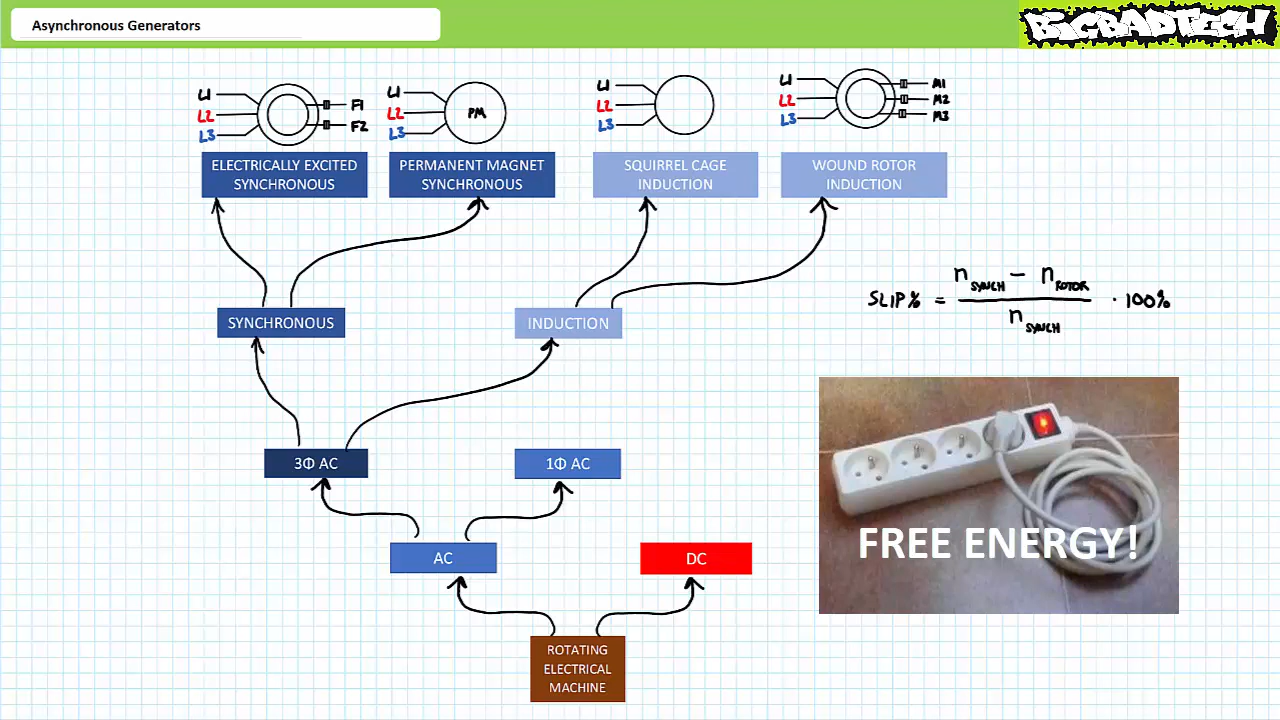 Asynchronous Generators
BIGBADTECH
L1
L2
L3
F1
F2
L1
L2
L3
PM
L1
L2
L3
L1
L2
L3
M1
M2
M3
ELECTRICALLY EXCITED
SYNCHRONOUS
PERMANENT MAGNET
SYNCHRONOUS
SQUIRREL CAGE
INDUCTION
WOUND ROTOR
INDUCTION
SLIP% = (n SYNCH - n ROTOR) / n SYNCH · 100%
SYNCHRONOUS
INDUCTION
3Φ AC
1Φ AC
FREE ENERGY!
AC
DC
ROTATING
ELECTRICAL
MACHINE